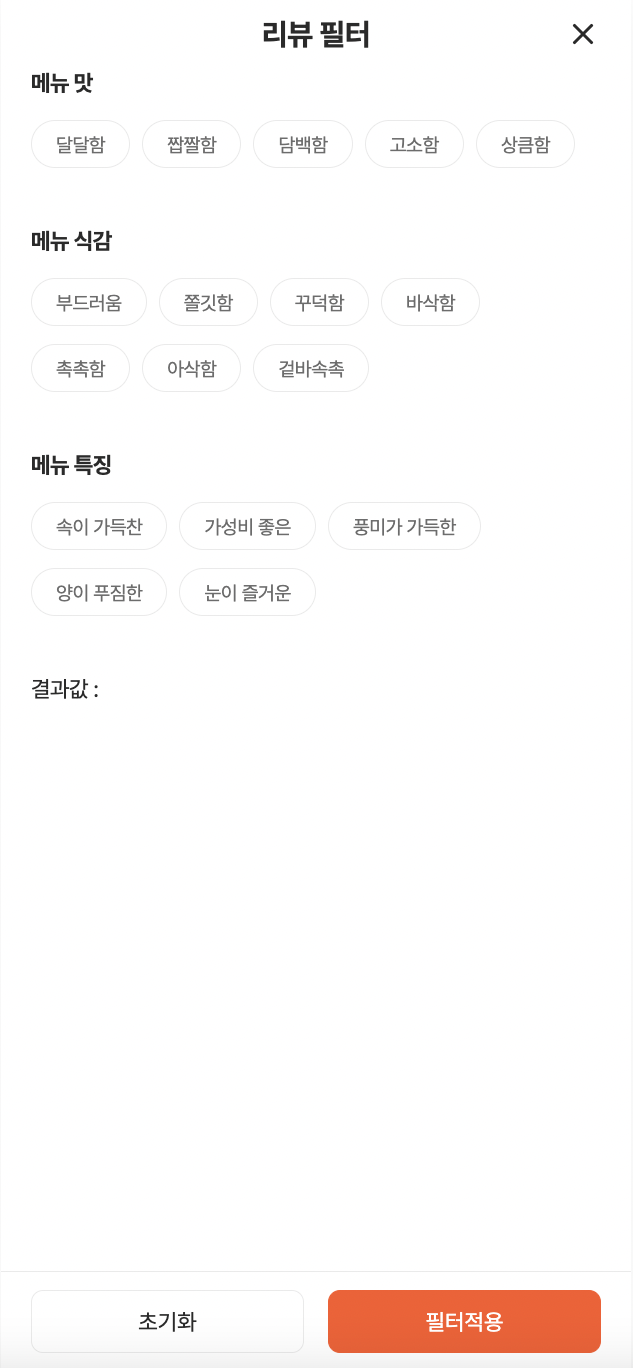 리뷰 필터
메뉴 맛
달달함 짭짤함 담백함 고소함 상큼함
메뉴 식감
부드러움 쫄깃함 꾸덕함 바삭함
촉촉함 아삭함 겉바속촉
메뉴 특징
속이 가득찬 가성비 좋은 풍미가 가득한
양이 푸짐한 눈이 즐거운
결과값 :
초기화 필터적용